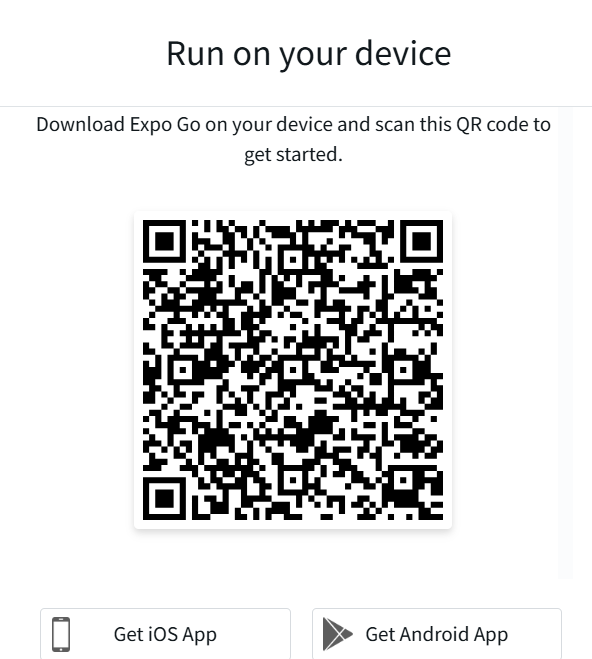 Run on your device
Download Expo Go on your device and scan this QR code to
get started.
Get iOS App
Get Android App